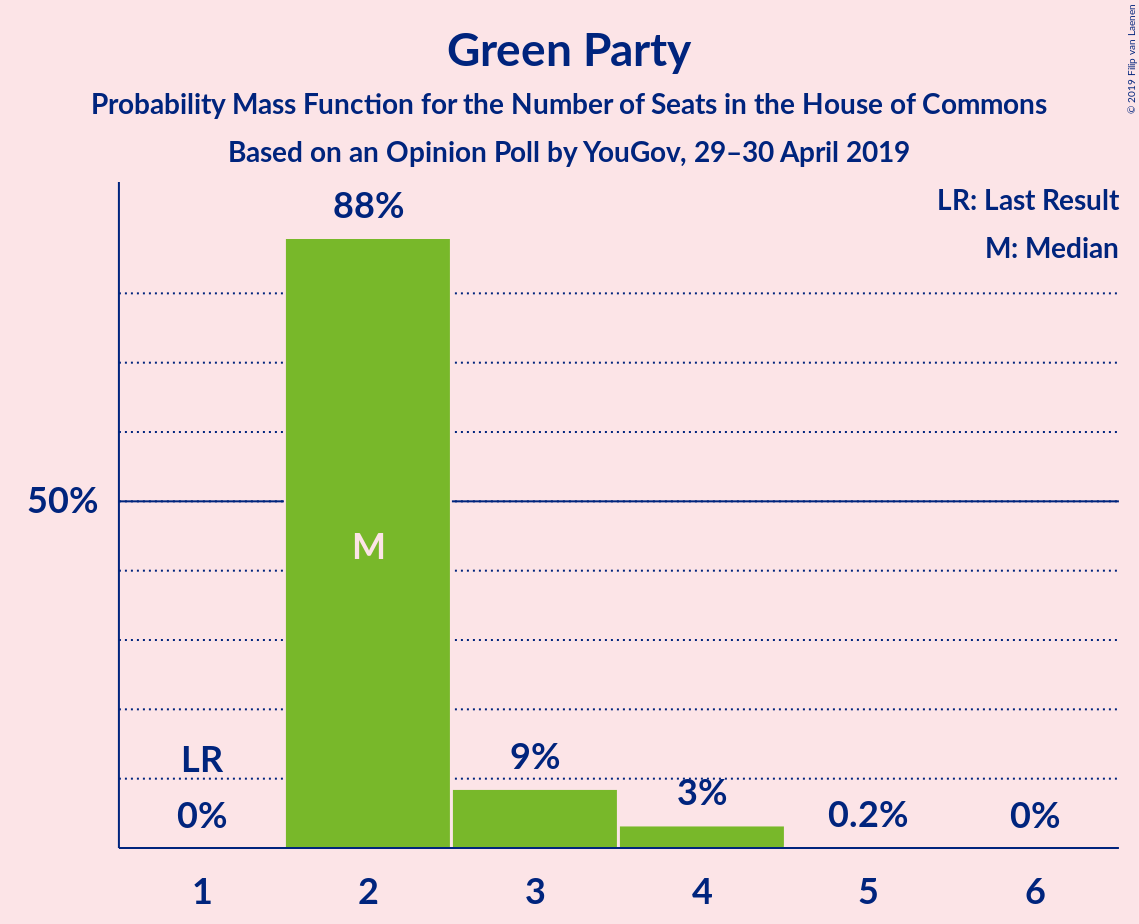 Green Party
Probability Mass Function for the Number of Seats in the House of Commons
Based on an Opinion Poll by YouGov, 29–30 April 2019
© 2019 Filip van Laenen
LR: Last Result
M: Median
88%
50%
M
LR
9%
3%
0%
0.2%
0%
1 2 3 4 5 6